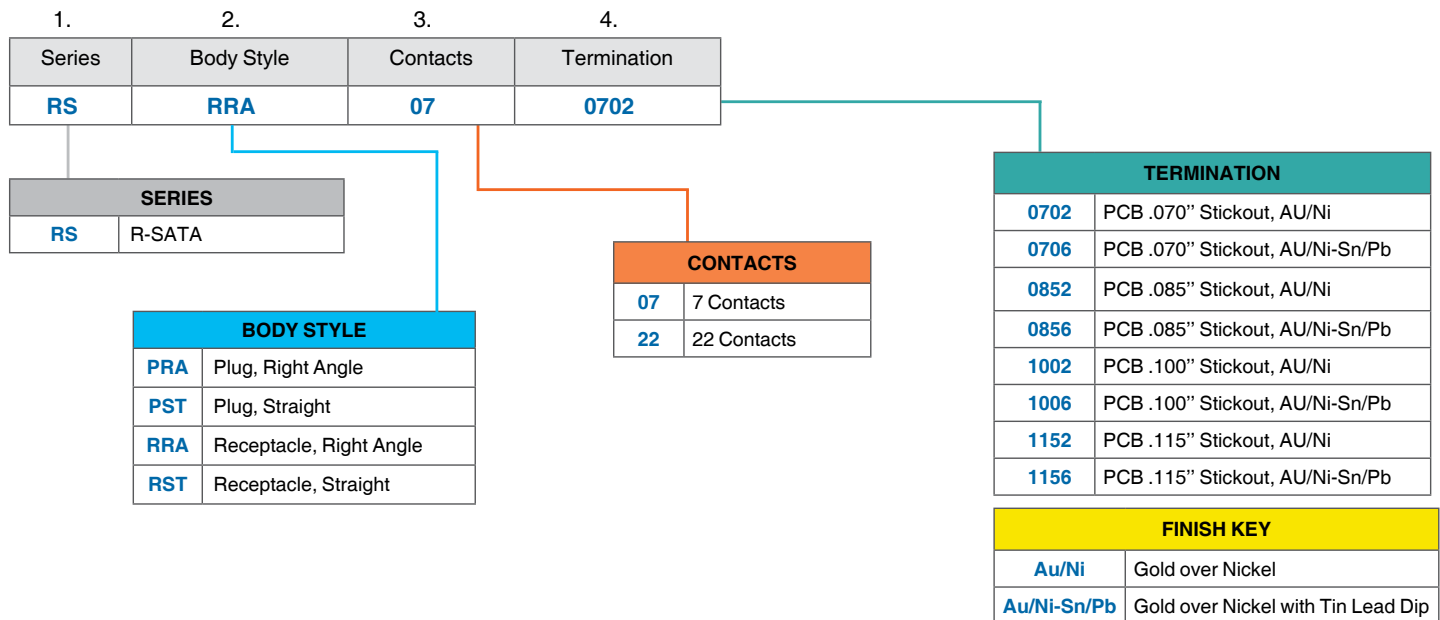 1. 2. 3. 4.
Series Body Style Contacts Termination
RS RRA 07 0702
SERIES
RS R-SATA
BODY STYLE
PRA Plug, Right Angle
PST Plug, Straight
RRA Receptacle, Right Angle
RST Receptacle, Straight
CONTACTS
07 7 Contacts
22 22 Contacts
TERMINATION
0702 PCB .070’’ Stickout, AU/Ni
0706 PCB .070’’ Stickout, AU/Ni-Sn/Pb
0852 PCB .085’’ Stickout, AU/Ni
0856 PCB .085’’ Stickout, AU/Ni-Sn/Pb
1002 PCB .100’’ Stickout, AU/Ni
1006 PCB .100’’ Stickout, AU/Ni-Sn/Pb
1152 PCB .115’’ Stickout, AU/Ni
1156 PCB .115’’ Stickout, AU/Ni-Sn/Pb
FINISH KEY
Au/Ni Gold over Nickel
Au/Ni-Sn/Pb Gold over Nickel with Tin Lead Dip